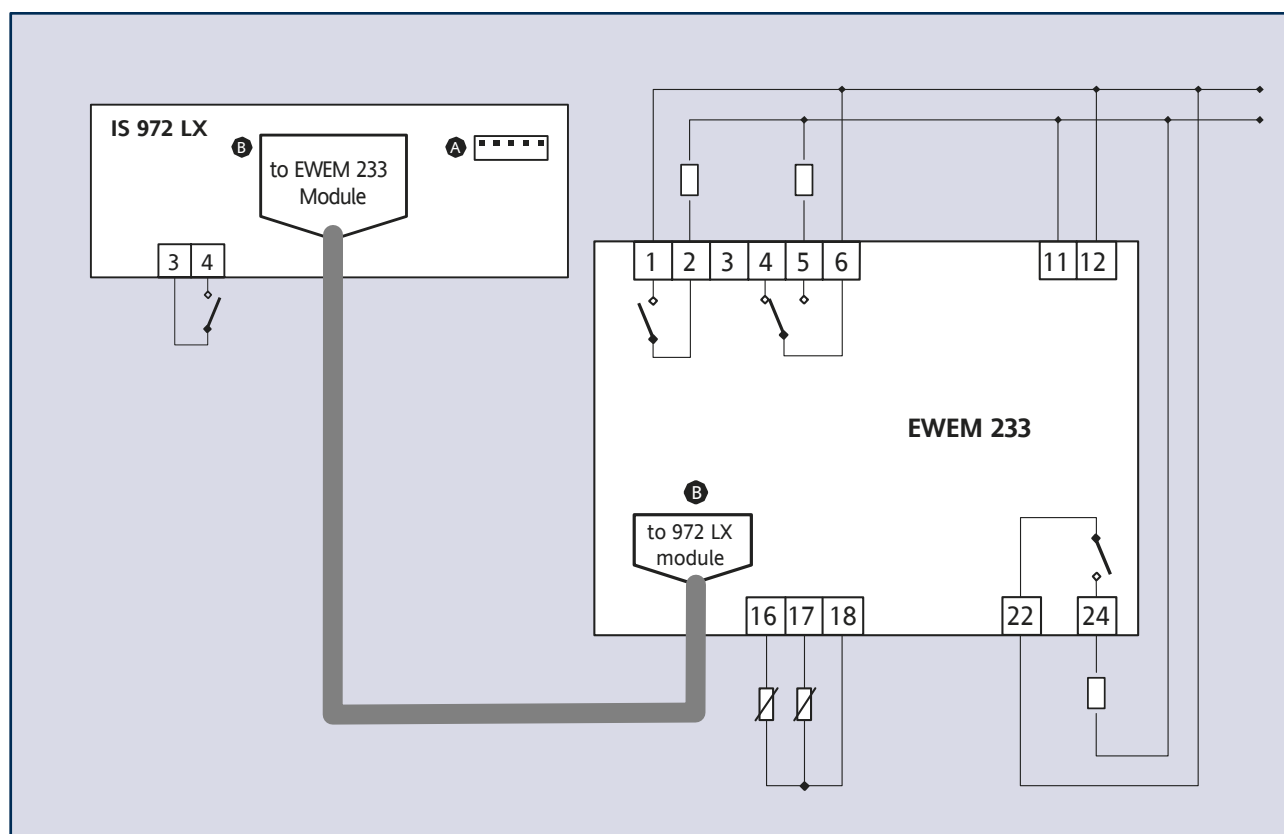 IS 972 LX
B
to EWEM 233
Module
A
3 4
1 2 3 4 5 6
11 12
EWEM 233
B
to 972 LX
module
16 17 18
22 24